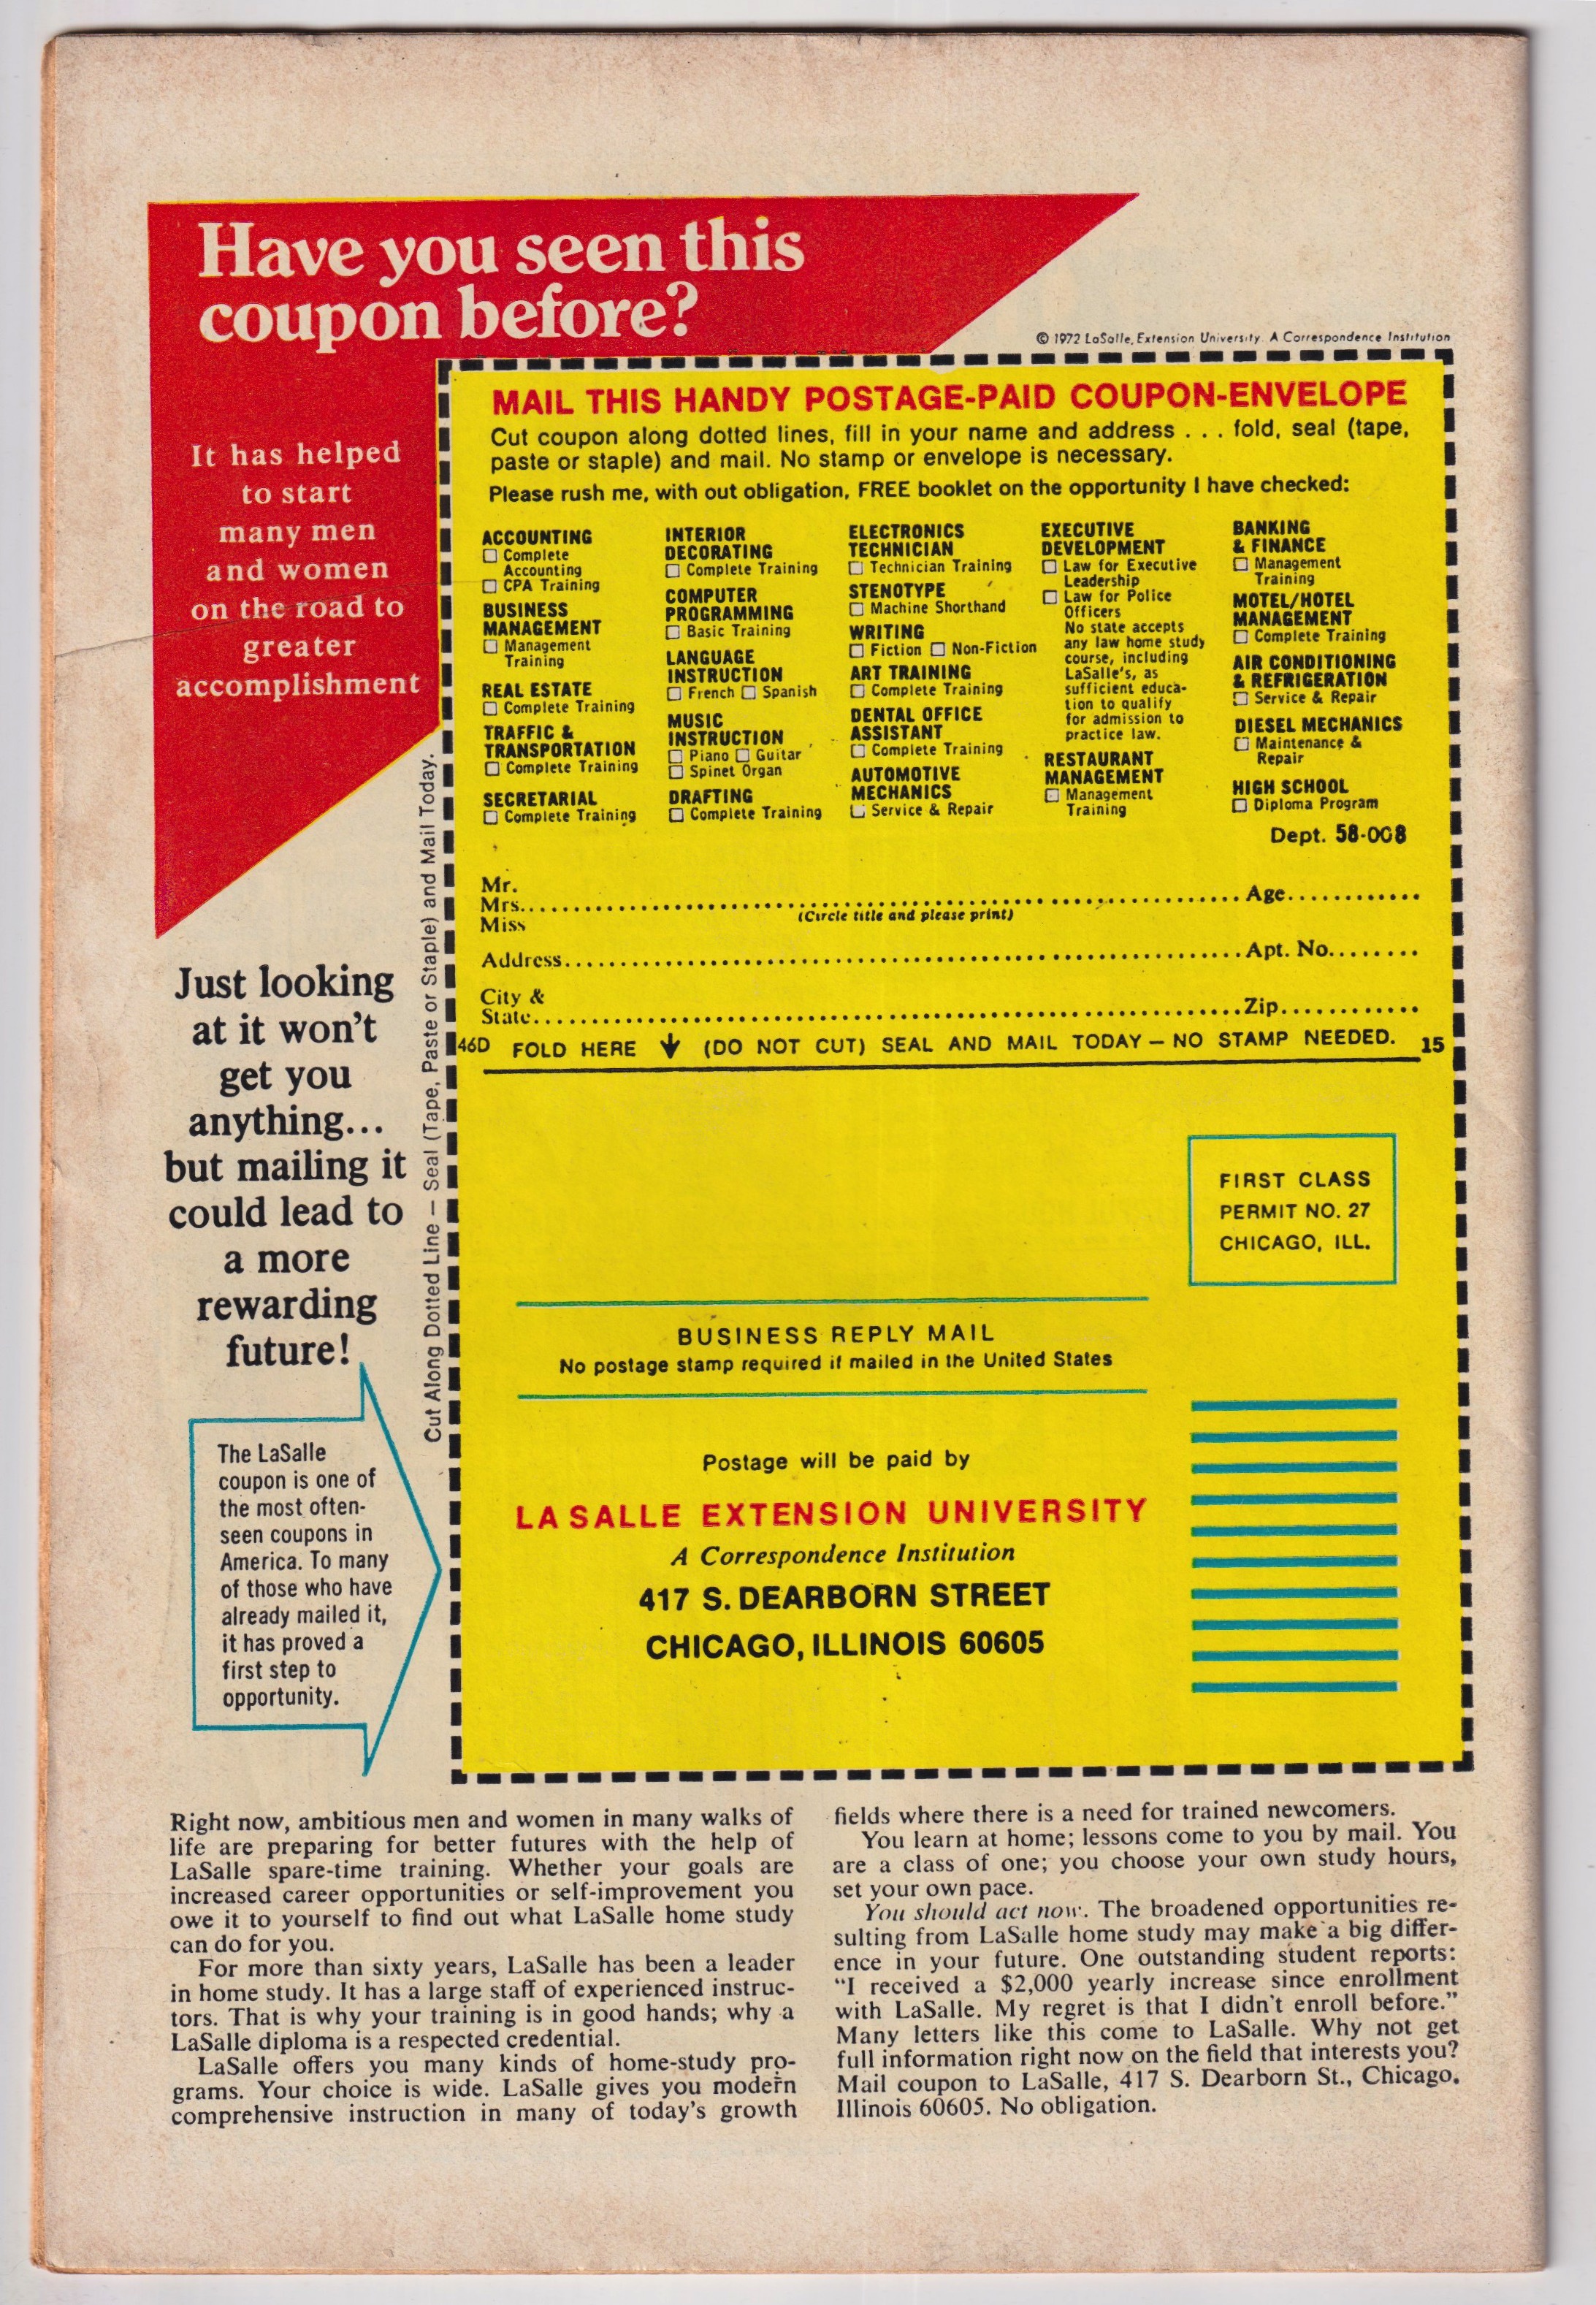 Have you seen this
coupon before?
© 1972 LaSalle, Extension University. A Correspondence Institution
It has helped
to start
many men
and women
on the road to
greater
accomplishment
Just looking
at it won't
get you
anything...
but mailing it
could lead to
a more
rewarding
future!
The LaSalle
coupon is one of
the most often-
seen coupons in
America. To many
of those who have
already mailed it,
it has proved a
first step to
opportunity.
Cut Along Dotted Line – Seal (Tape, Paste or Staple) and Mail Today.
MAIL THIS HANDY POSTAGE-PAID COUPON-ENVELOPE
Cut coupon along dotted lines, fill in your name and address . . . fold, seal (tape,
paste or staple) and mail. No stamp or envelope is necessary.
Please rush me, with out obligation, FREE booklet on the opportunity I have checked:
ACCOUNTING
Complete
Accounting
CPA Training
BUSINESS
MANAGEMENT
Management
Training
REAL ESTATE
Complete Training
TRAFFIC &
TRANSPORTATION
Complete Training
SECRETARIAL
Complete Training
INTERIOR
DECORATING
Complete Training
COMPUTER
PROGRAMMING
Basic Training
LANGUAGE
INSTRUCTION
French Spanish
MUSIC
INSTRUCTION
Piano Guitar
Spinet Organ
DRAFTING
Complete Training
ELECTRONICS
TECHNICIAN
Technician Training
STENOTYPE
Machine Shorthand
WRITING
Fiction Non-Fiction
ART TRAINING
Complete Training
DENTAL OFFICE
ASSISTANT
Complete Training
AUTOMOTIVE
MECHANICS
Service & Repair
EXECUTIVE
DEVELOPMENT
Law for Executive
Leadership
Law for Police
Officers
No state accepts
any law home study
course, including
LaSalle's, as
sufficient educa-
tion to qualify
for admission to
practice law.
RESTAURANT
MANAGEMENT
Management
Training
BANKING
& FINANCE
Management
Training
MOTEL/HOTEL
MANAGEMENT
Complete Training
AIR CONDITIONING
& REFRIGERATION
Service & Repair
DIESEL MECHANICS
Maintenance &
Repair
HIGH SCHOOL
Diploma Program
Dept. 58-008
Mr.
Mrs. Age
Miss
(Circle title and please print)
Address Apt. No.
City &
State Zip
46D FOLD HERE (DO NOT CUT) SEAL AND MAIL TODAY – NO STAMP NEEDED. 15
FIRST CLASS
PERMIT NO. 27
CHICAGO, ILL.
BUSINESS REPLY MAIL
No postage stamp required if mailed in the United States
Postage will be paid by
LA SALLE EXTENSION UNIVERSITY
A Correspondence Institution
417 S. DEARBORN STREET
CHICAGO, ILLINOIS 60605
Right now, ambitious men and women in many walks of
life are preparing for better futures with the help of
LaSalle spare-time training. Whether your goals are
increased career opportunities or self-improvement you
owe it to yourself to find out what LaSalle home study
can do for you.
For more than sixty years, LaSalle has been a leader
in home study. It has a large staff of experienced instruc-
tors. That is why your training is in good hands; why a
LaSalle diploma is a respected credential.
LaSalle offers you many kinds of home-study pro-
grams. Your choice is wide. LaSalle gives you modern
comprehensive instruction in many of today's growth
fields where there is a need for trained newcomers.
You learn at home; lessons come to you by mail. You
are a class of one; you choose your own study hours,
set your own pace.
You should act now. The broadened opportunities re-
sulting from LaSalle home study may make a big differ-
ence in your future. One outstanding student reports:
"I received a $2,000 yearly increase since enrollment
with LaSalle. My regret is that I didn't enroll before."
Many letters like this come to LaSalle. Why not get
full information right now on the field that interests you?
Mail coupon to LaSalle, 417 S. Dearborn St., Chicago,
Illinois 60605. No obligation.